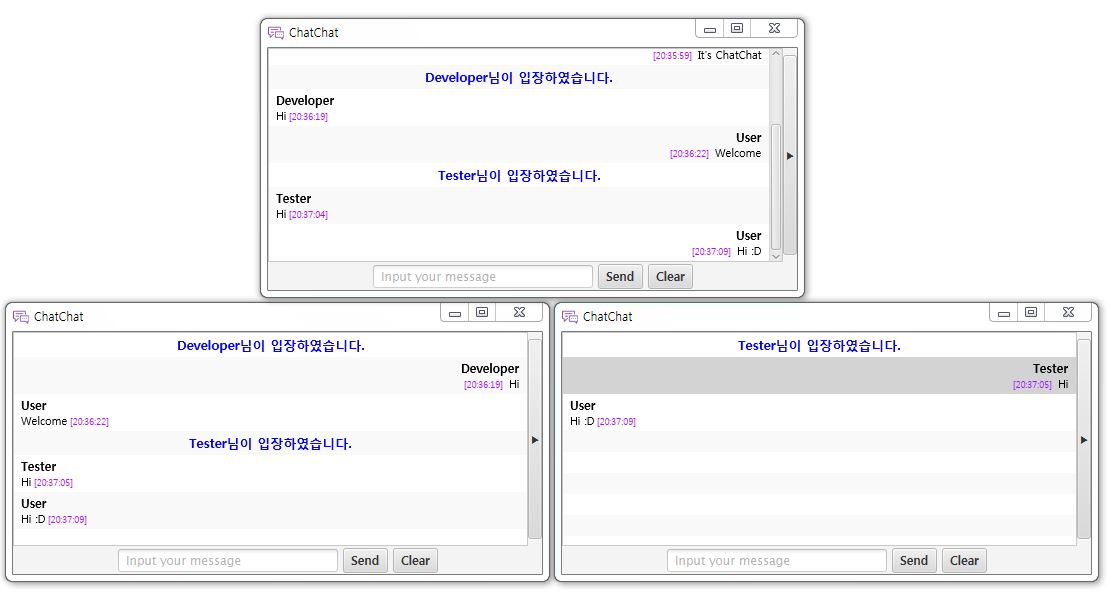 ChatChat
[20:35:59] It's ChatChat
Developer님이 입장하였습니다.
Developer
Hi [20:36:19]
User
[20:36:22] Welcome
Tester님이 입장하였습니다.
Tester
Hi [20:37:04]
User
[20:37:09] Hi :D
Input your message Send Clear
ChatChat
Developer님이 입장하였습니다.
Developer
[20:36:19] Hi
User
Welcome [20:36:22]
Tester님이 입장하였습니다.
Tester
Hi [20:37:05]
User
Hi :D [20:37:09]
Input your message Send Clear
ChatChat
Tester님이 입장하였습니다.
Tester
[20:37:05] Hi
User
Hi :D [20:37:09]
Input your message Send Clear